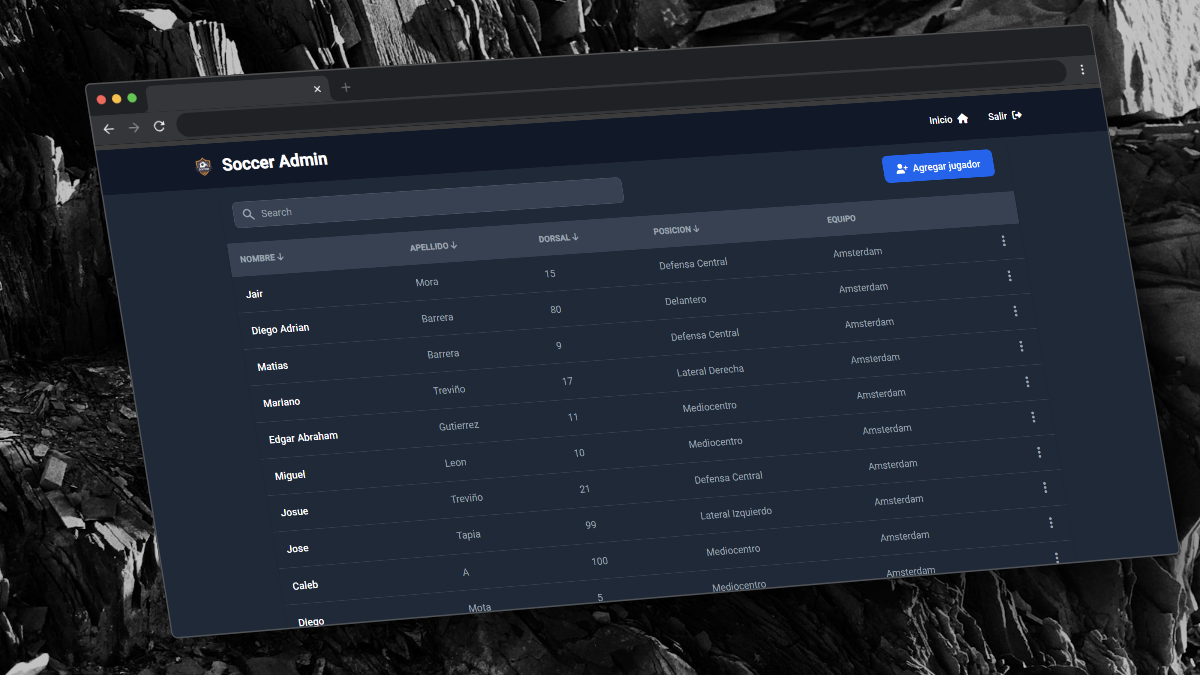 Soccer Admin Inicio Salir
Search Agregar jugador
NOMBRE APELLIDO DORSAL POSICION EQUIPO
Jair Mora 15 Defensa Central Amsterdam
Diego Adrian Barrera 80 Delantero Amsterdam
Matias Barrera 9 Defensa Central Amsterdam
Mariano Treviño 17 Lateral Derecha Amsterdam
Edgar Abraham Gutierrez 11 Mediocentro Amsterdam
Miguel Leon 10 Mediocentro Amsterdam
Josue Treviño 21 Defensa Central Amsterdam
Jose Tapia 99 Lateral Izquierdo Amsterdam
Caleb A 100 Mediocentro Amsterdam
Diego Mota 5 Mediocentro Amsterdam